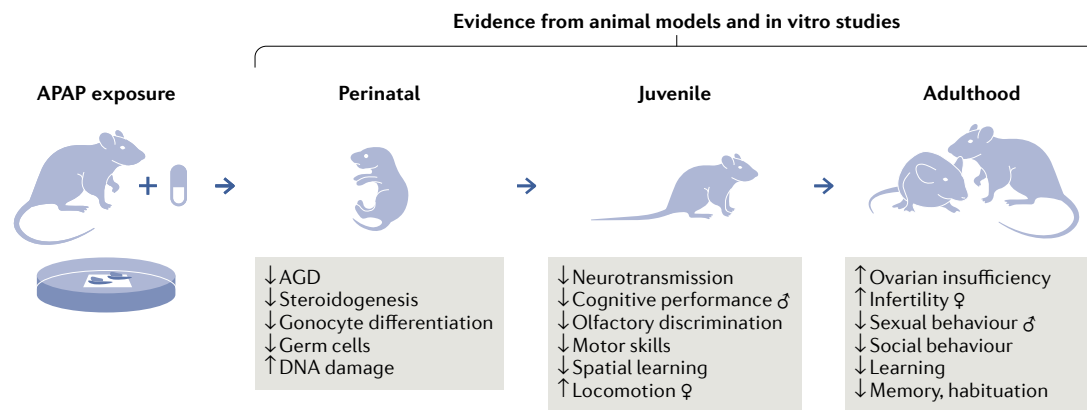 Evidence from animal models and in vitro studies
APAP exposure
Perinatal
Juvenile
Adulthood
+
↓AGD
↓Steroidogenesis
↓Gonocyte differentiation
↓Germ cells
↑DNA damage
↓Neurotransmission
↓Cognitive performance ♂
↓Olfactory discrimination
↓Motor skills
↓Spatial learning
↑Locomotion ♀
↑Ovarian insufficiency
↑Infertility ♀
↓Sexual behaviour ♂
↓Social behaviour
↓Learning
↓Memory, habituation